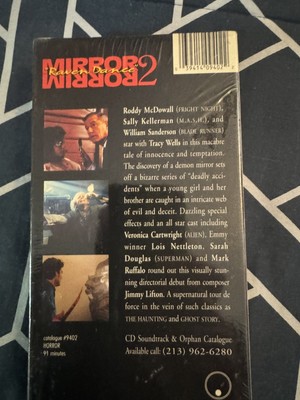 MIRROR
Raven Dance
MIRROR
2
Roddy McDowall (FRIGHT NIGHT),
Sally Kellerman (M.A.S.H.), and
William Sanderson (BLADE RUNNER)
star with Tracy Wells in this macabre
tale of innocence and temptation.
The discovery of a demon mirror sets
off a bizarre series of "deadly acci-
dents" when a young girl and her
brother are caught in an intricate web
of evil and deceit. Dazzling special
effects and an all star cast including
Veronica Cartwright (ALIEN), Emmy
winner Lois Nettleton, Sarah
Douglas (SUPERMAN) and Mark
Ruffalo round out this visually stun-
ning directorial debut from composer
Jimmy Lifton. A supernatural tour de
force in the vein of such classics as
THE HAUNTING and GHOST STORY.
catalogue #9402
HORROR
91 minutes
CD Soundtrack & Orphan Catalogue
Available call: (213) 962-6280